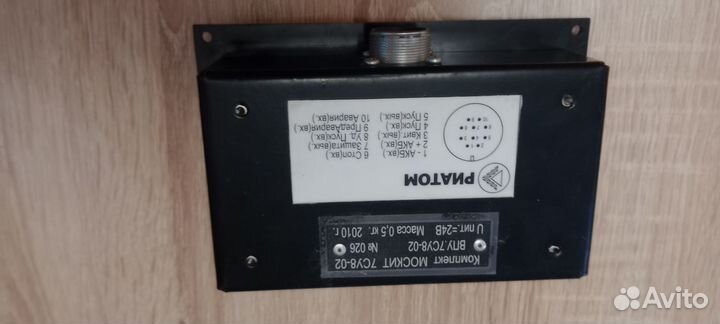 Комплект МОСКИТ 7СУ8-02
ВПУ.7СУ8-02 № 026
U пит.=24В Масса 0,5 кг. 2010 г.
РИАТОМ
1 - АКБ(вх.)
2 + АКБ(вх.)
3 Конт.(вых.)
4 Пуск(вх.)
5 Пуск(вых.)
6 Стоп(вх.)
7 Защита(вых.)
8 Уд. Пуск(вх.)
9 ПредАвария(вх.)
10 Авария(вх.)
Avito